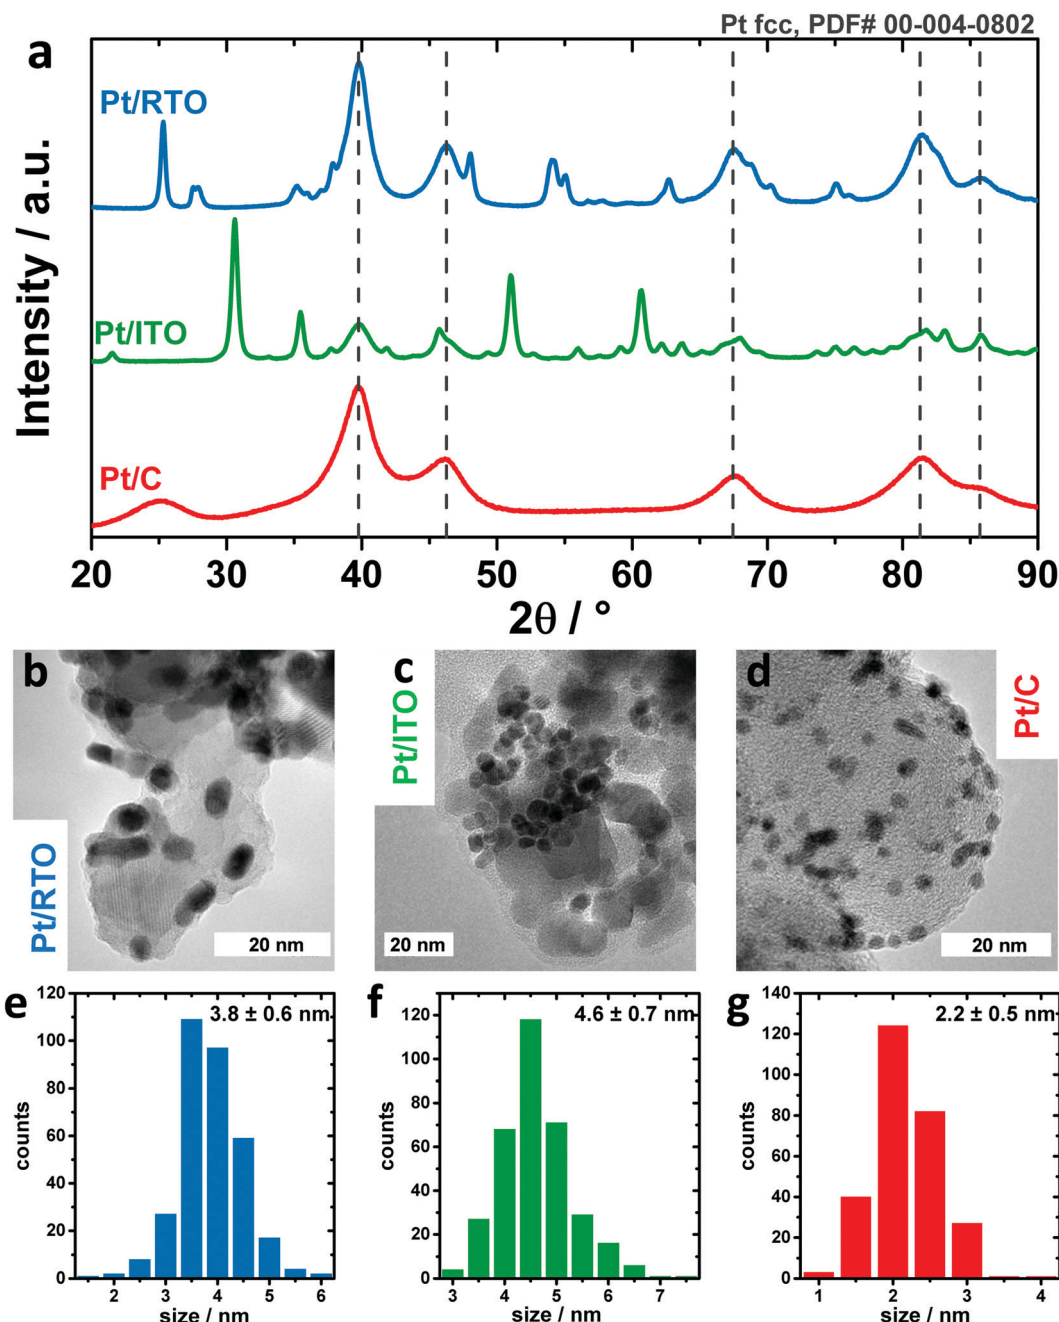 Pt fcc, PDF# 00-004-0802
a
Pt/RTO
Pt/ITO
Pt/C
Intensity / a.u.
20 30 40 50 60 70 80 90
2θ / °
b
Pt/RTO
20 nm
c
Pt/ITO
20 nm
d
Pt/C
20 nm
e
3.8 ± 0.6 nm
120
100
80
60
40
20
0
counts
2 3 4 5 6
size / nm
f
4.6 ± 0.7 nm
120
100
80
60
40
20
0
counts
3 4 5 6 7
size / nm
g
2.2 ± 0.5 nm
140
120
100
80
60
40
20
0
counts
1 2 3 4
size / nm